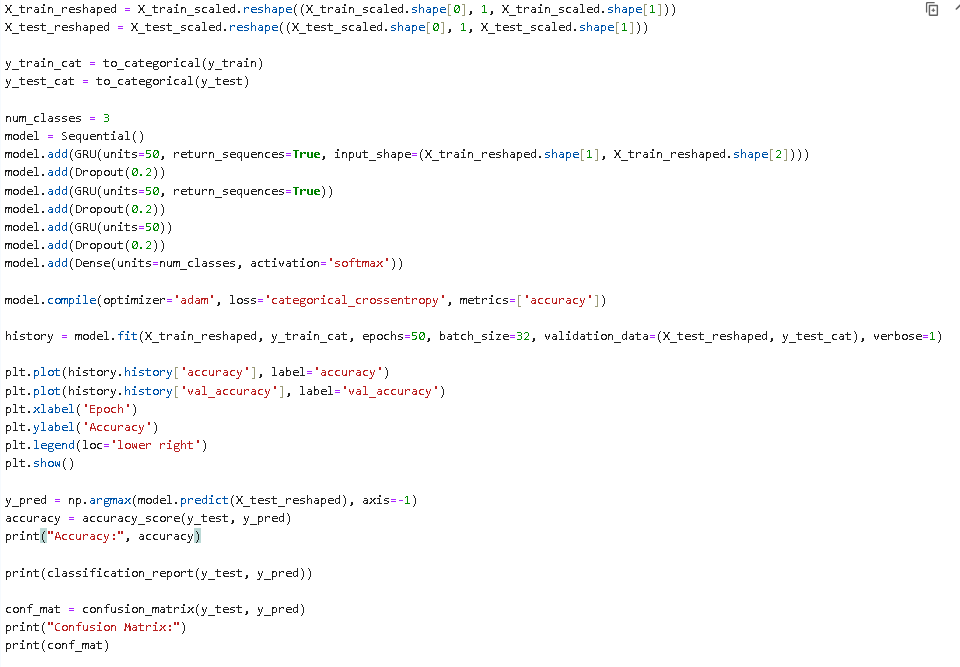 X_train_reshaped = X_train_scaled.reshape((X_train_scaled.shape[0], 1, X_train_scaled.shape[1]))
X_test_reshaped = X_test_scaled.reshape((X_test_scaled.shape[0], 1, X_test_scaled.shape[1]))
y_train_cat = to_categorical(y_train)
y_test_cat = to_categorical(y_test)
num_classes = 3
model = Sequential()
model.add(GRU(units=50, return_sequences=True, input_shape=(X_train_reshaped.shape[1], X_train_reshaped.shape[2])))
model.add(Dropout(0.2))
model.add(GRU(units=50, return_sequences=True))
model.add(Dropout(0.2))
model.add(GRU(units=50))
model.add(Dropout(0.2))
model.add(Dense(units=num_classes, activation='softmax'))
model.compile(optimizer='adam', loss='categorical_crossentropy', metrics=['accuracy'])
history = model.fit(X_train_reshaped, y_train_cat, epochs=50, batch_size=32, validation_data=(X_test_reshaped, y_test_cat), verbose=1)
plt.plot(history.history['accuracy'], label='accuracy')
plt.plot(history.history['val_accuracy'], label='val_accuracy')
plt.xlabel('Epoch')
plt.ylabel('Accuracy')
plt.legend(loc='lower right')
plt.show()
y_pred = np.argmax(model.predict(X_test_reshaped), axis=-1)
accuracy = accuracy_score(y_test, y_pred)
print("Accuracy:", accuracy)
print(classification_report(y_test, y_pred))
conf_mat = confusion_matrix(y_test, y_pred)
print("Confusion Matrix:")
print(conf_mat)